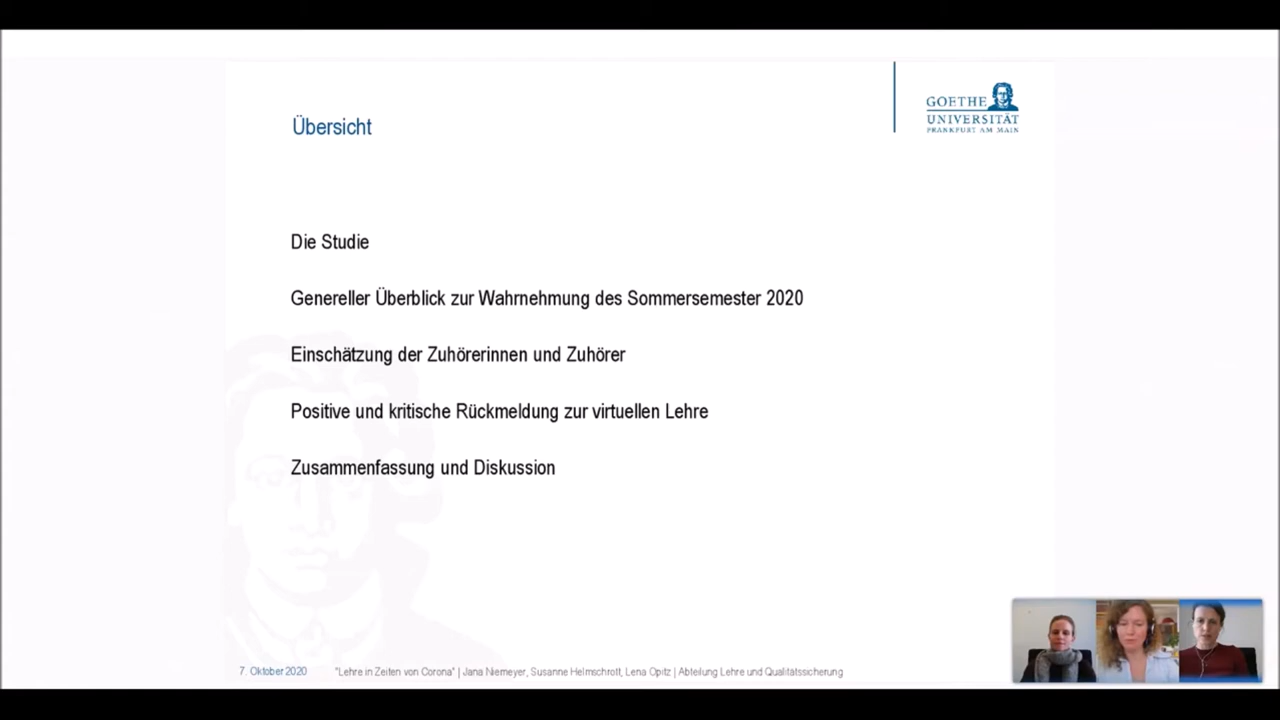 Übersicht
GOETHE
UNIVERSITÄT
FRANKFURT AM MAIN
Die Studie
Genereller Überblick zur Wahrnehmung des Sommersemester 2020
Einschätzung der Zuhörerinnen und Zuhörer
Positive und kritische Rückmeldung zur virtuellen Lehre
Zusammenfassung und Diskussion
7. Oktober 2020 "Lehre in Zeiten von Corona" | Jana Niemeyer, Susanne Helmschrott, Lena Opitz | Abteilung Lehre und Qualitätssicherung